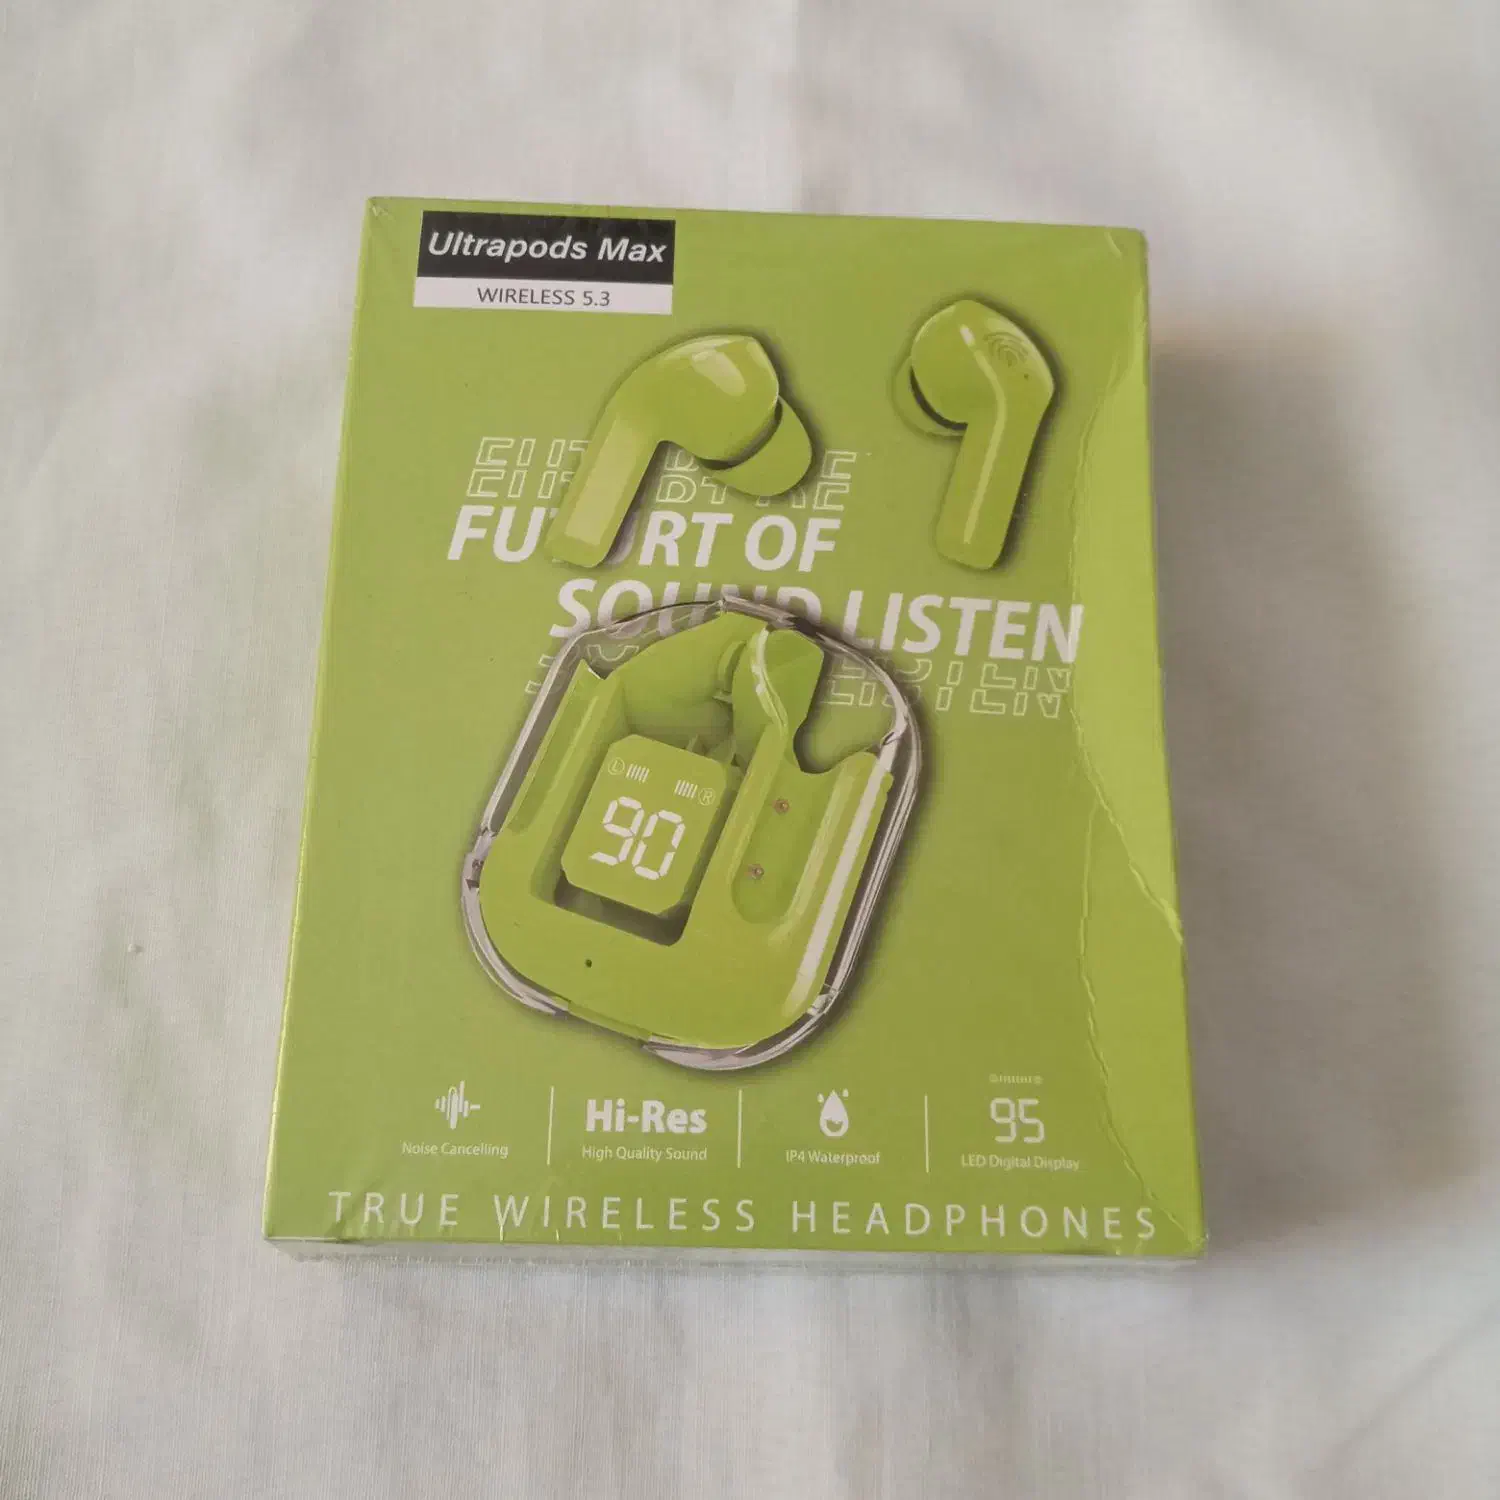 Ultrapods Max
WIRELESS 5.3
FUTURT OF
SOUND LISTEN
L R
90
Noise Cancelling
Hi-Res
High Quality Sound
IP4 Waterproof
95
LED Digital Display
TRUE WIRELESS HEADPHONES